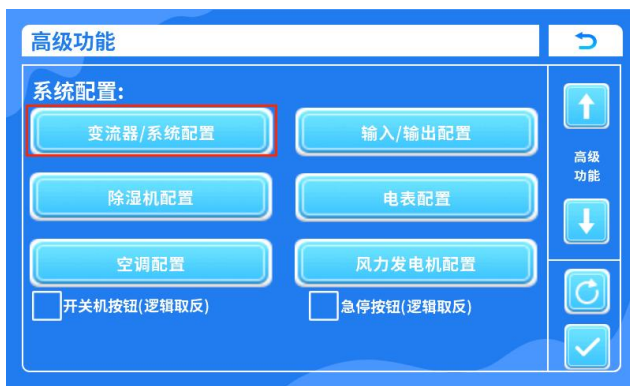 高级功能
系统配置:
变流器/系统配置
输入/输出配置
除湿机配置
电表配置
空调配置
风力发电机配置
开关机按钮(逻辑取反)
急停按钮(逻辑取反)
高级
功能